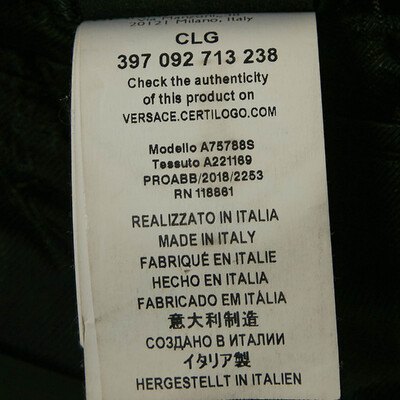 20121 Milano, Italia
CLG
397 092 713 238
Check the authenticity
of this product on
VERSACE.CERTILOGO.COM
Modello A75788S
Tessuto A221169
PROABB/2018/2253
RN 118861
REALIZZATO IN ITALIA
MADE IN ITALY
FABRIQUÉ EN ITALIE
HECHO EN ITALIA
FABRICADO EM ITÁLIA
意大利制造
СОЗДАНО В ИТАЛИИ
イタリア製
HERGESTELLT IN ITALIEN